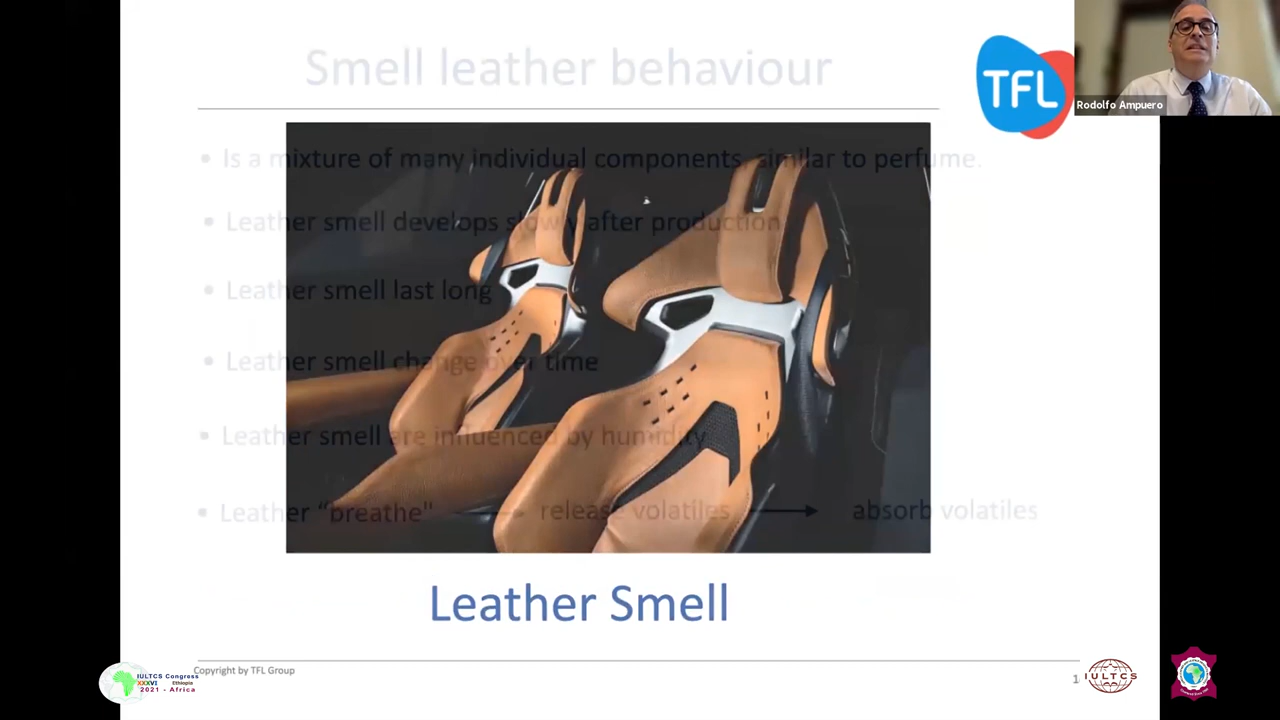 Smell leather behaviour
TFL
Rodolfo Ampuero
• Is a mixture of many individual components, similar to perfume.
• Leather smell develops slowly after production
• Leather smell last long
• Leather smell change over time
• Leather smell are influenced by humidity
• Leather “breathe" release volatiles absorb volatiles
Leather Smell
Copyright by TFL Group
IULTCS Congress
XXXVI Ethiopia
2021 - Africa
1
IULTCS